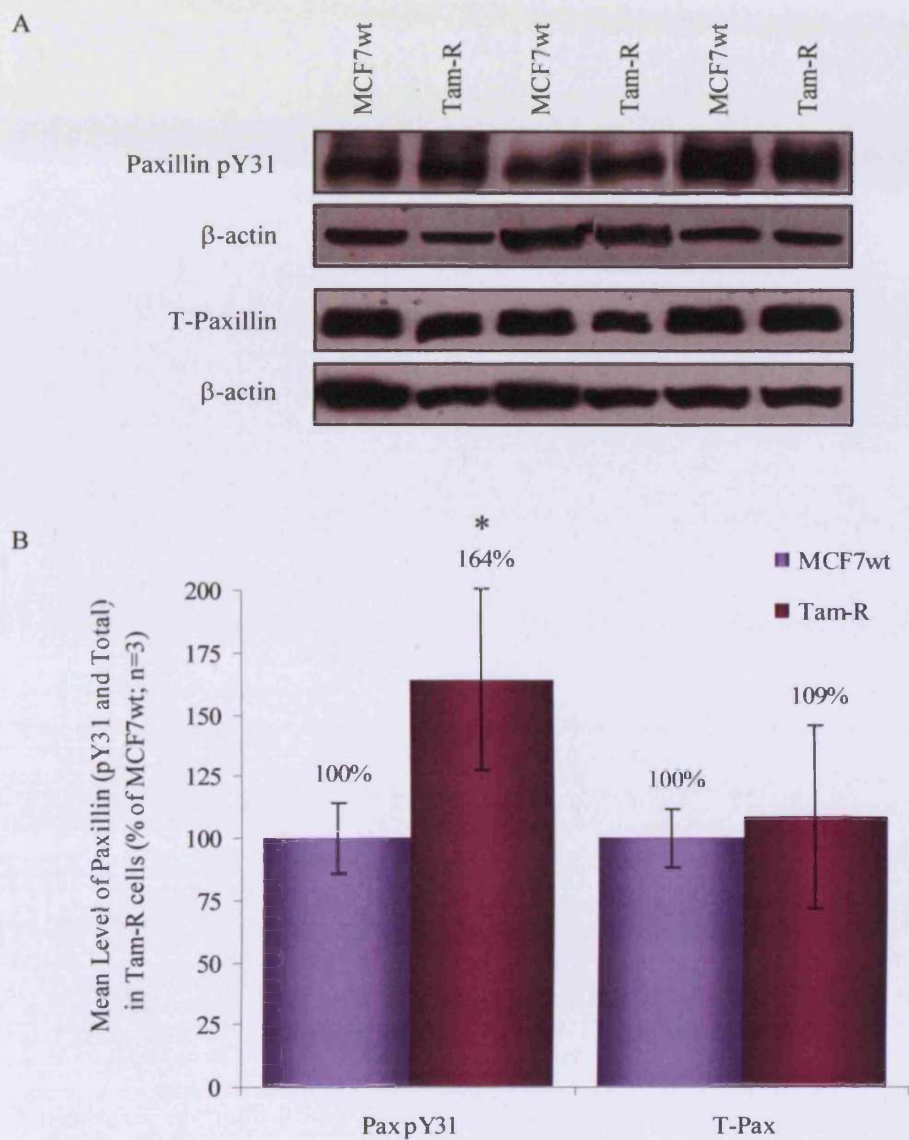 A
MCF7wt
Tam-R
MCF7wt
Tam-R
MCF7wt
Tam-R
Paxillin pY31
β-actin
T-Paxillin
β-actin
B
*
164%
MCF7wt
Tam-R
Mean Level of Paxillin (pY31 and Total)
in Tam-R cells (% of MCF7wt; n=3)
200
175
150
125
100
75
50
25
0
100%
100%
109%
Pax pY31
T-Pax